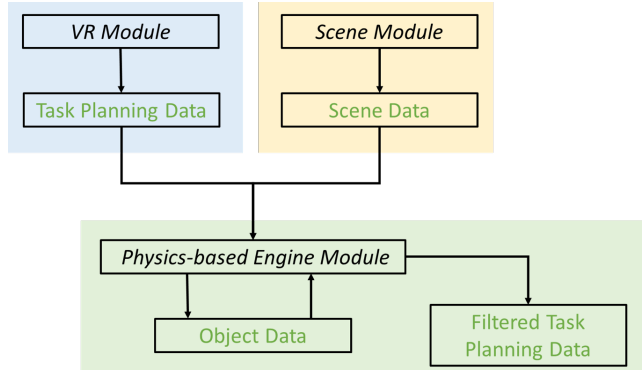 VR Module
Scene Module
Task Planning Data
Scene Data
Physics-based Engine Module
Object Data
Filtered Task
Planning Data